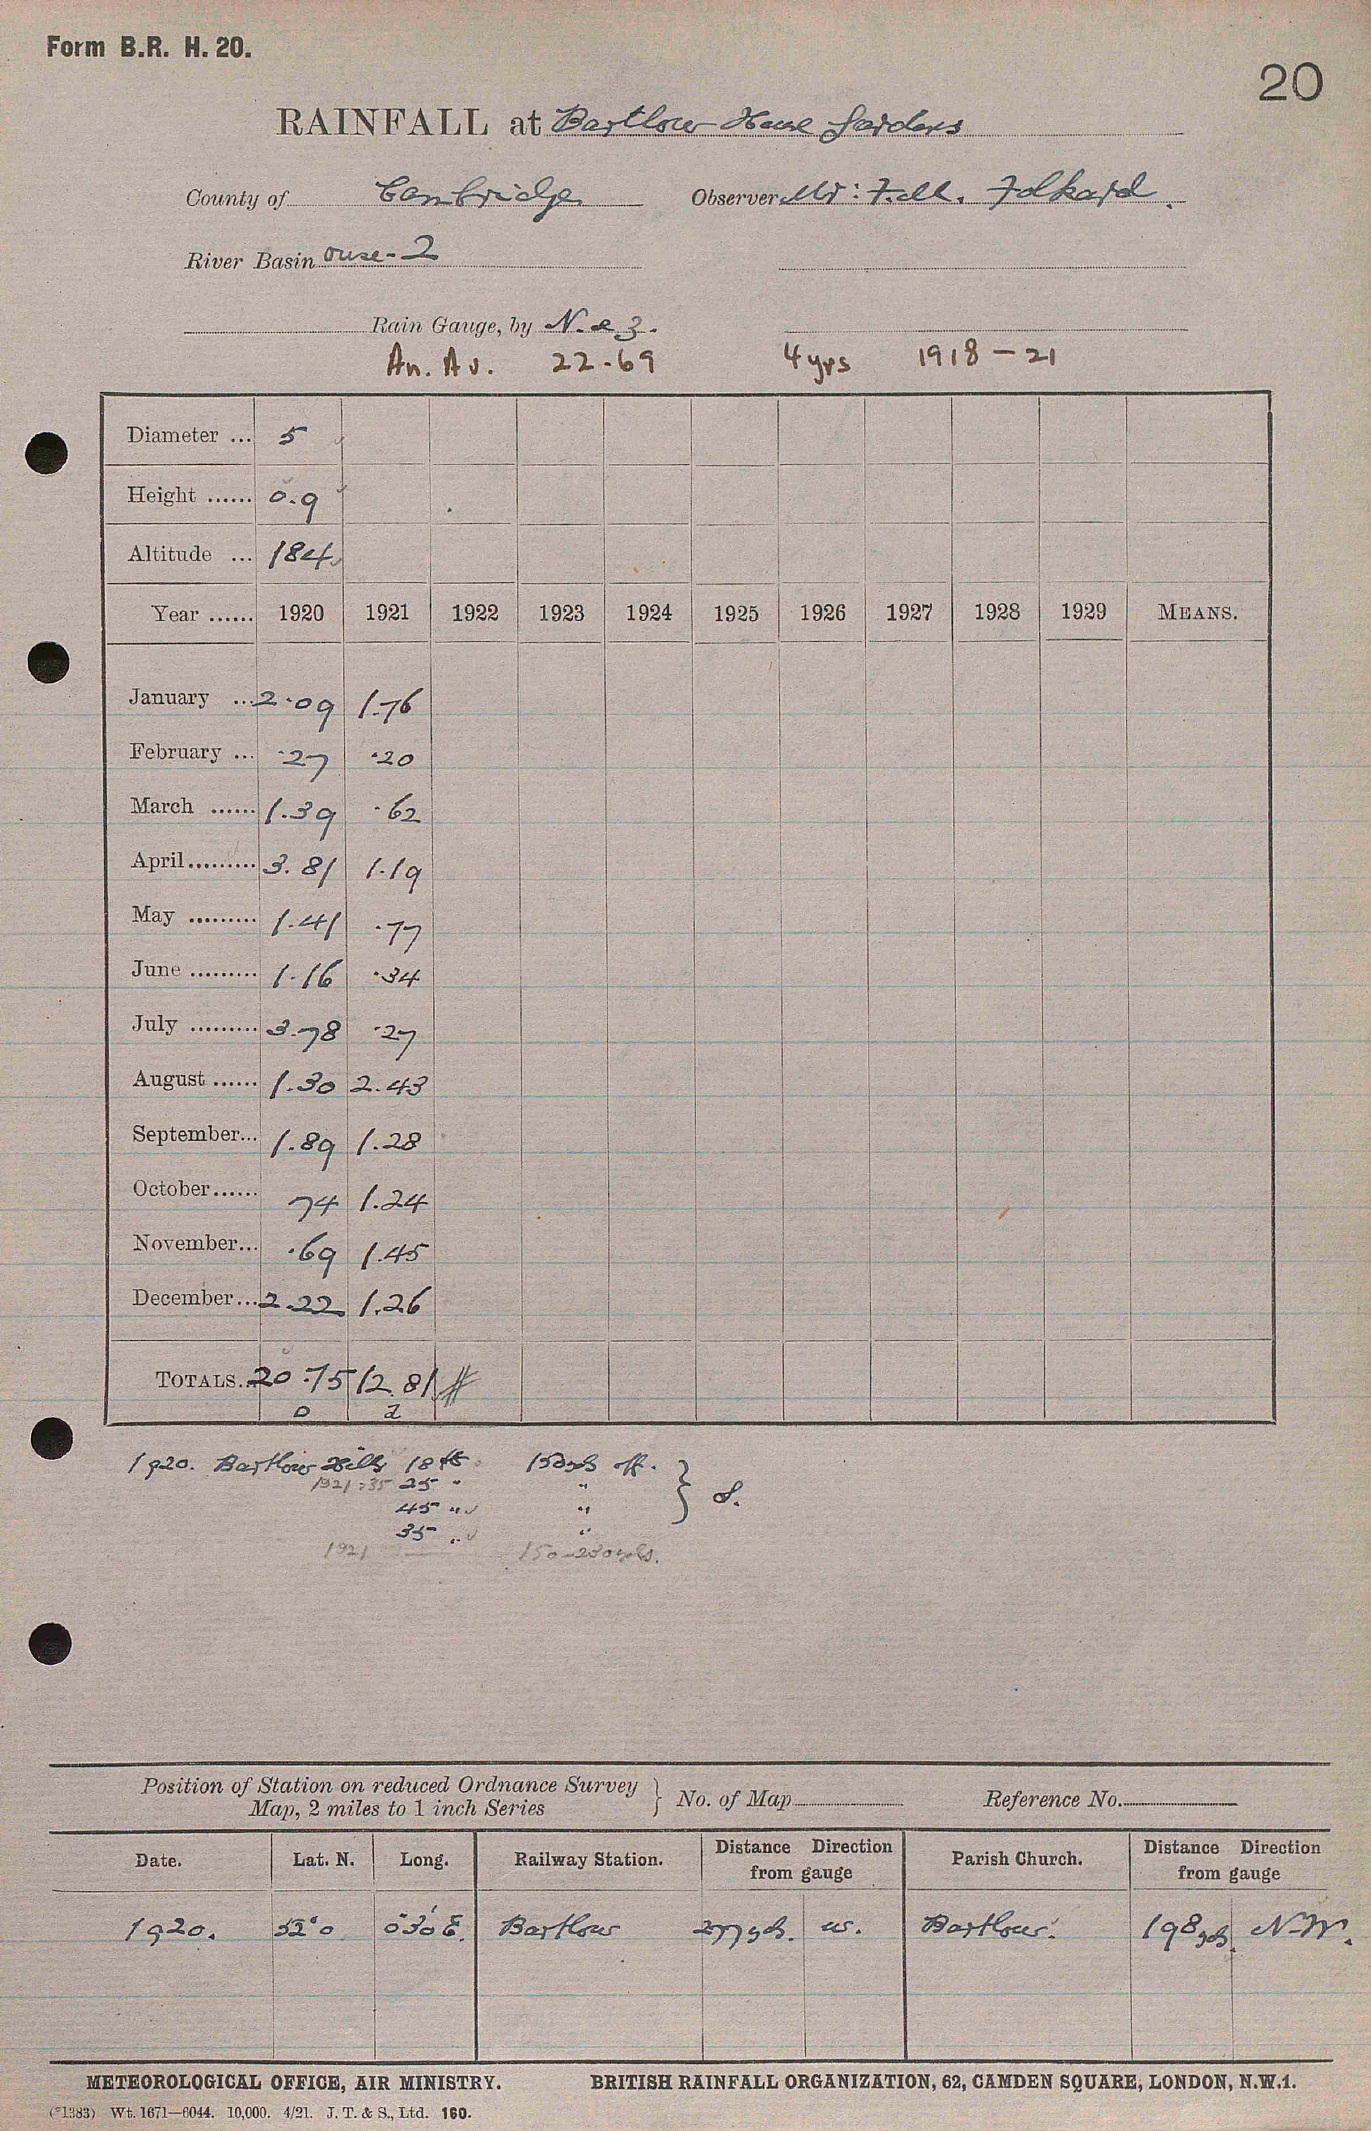 Form B.R. H. 20.
20
RAINFALL at Bartlow House Gardens
County of Cambridge Observer Mr: F.M. Folkard.
River Basin Ouse-2
Rain Gauge, by N. & Z.
An. Av. 22.69 4 yrs 1918 - 21
Diameter ... 5
Height ...... 0.9
Altitude ... 184
Year ...... 1920 1921 1922 1923 1924 1925 1926 1927 1928 1929 MEANS.
January ... 2.09 1.76
February ... .27 .20
March ...... 1.39 .62
April ......... 3.81 1.19
May ......... 1.41 .77
June ......... 1.16 .34
July ......... 3.78 .27
August ...... 1.30 2.43
September... 1.89 1.28
October...... 74 1.24
November... .69 1.45
December... 2.22 1.26
TOTALS... 20.75 12.81
1920. Bartlow Hills 18 ft 150 yds off.
1921 : 35 25 " "
45 " "
35 " "
1921 150-230 yds.
Position of Station on reduced Ordnance Survey Map, 2 miles to 1 inch Series } No. of Map Reference No.
Date. Lat. N. Long. Railway Station. Distance Direction from gauge Parish Church. Distance Direction from gauge
1920. 52° 0 0° 30' E. Bartlow 277 yds. W. Bartlow. 198 yds. N.W.
METEOROLOGICAL OFFICE, AIR MINISTRY. BRITISH RAINFALL ORGANIZATION, 62, CAMDEN SQUARE, LONDON, N.W.1.
(*1383) Wt. 1671—6044. 10,000. 4/21. J. T. & S., Ltd. 160.